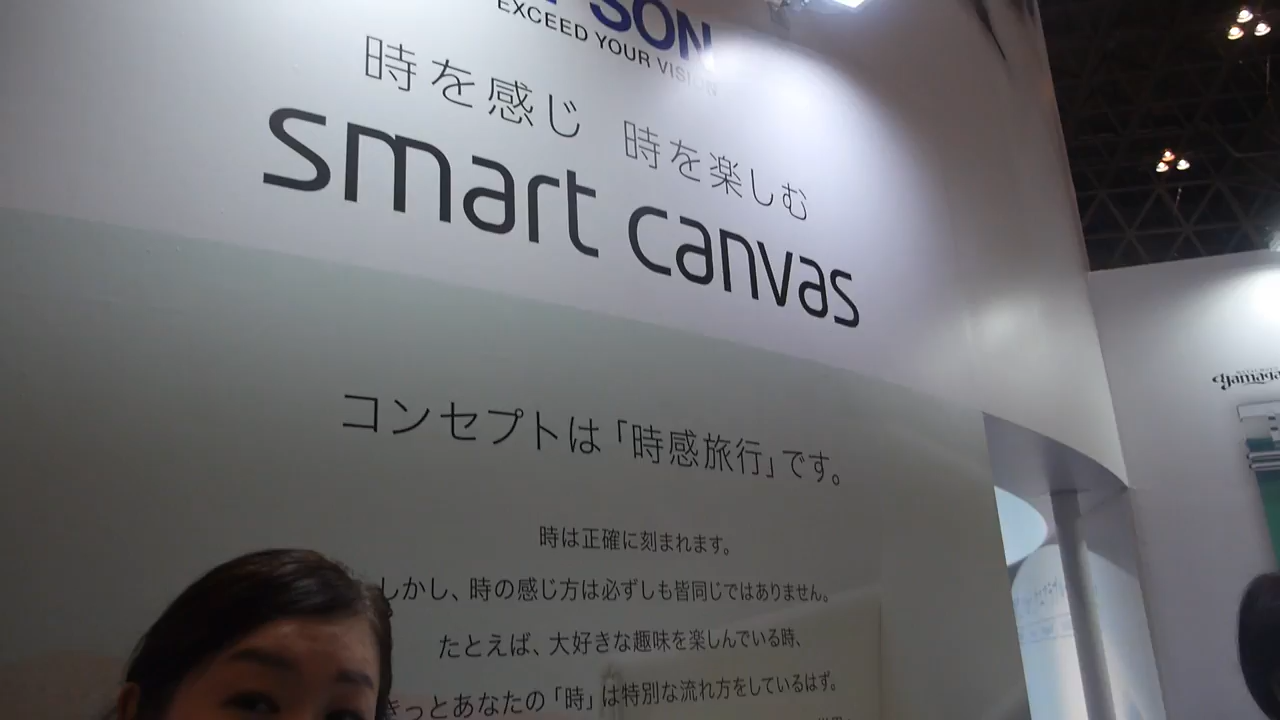 EPSON
EXCEED YOUR VISION
時を感じ 時を楽しむ
smart canvas
コンセプトは「時感旅行」です。
時は正確に刻まれます。
しかし、時の感じ方は必ずしも皆同じではありません。
たとえば、大好きな趣味を楽しんでいる時、
きっとあなたの「時」は特別な流れ方をしているはず。